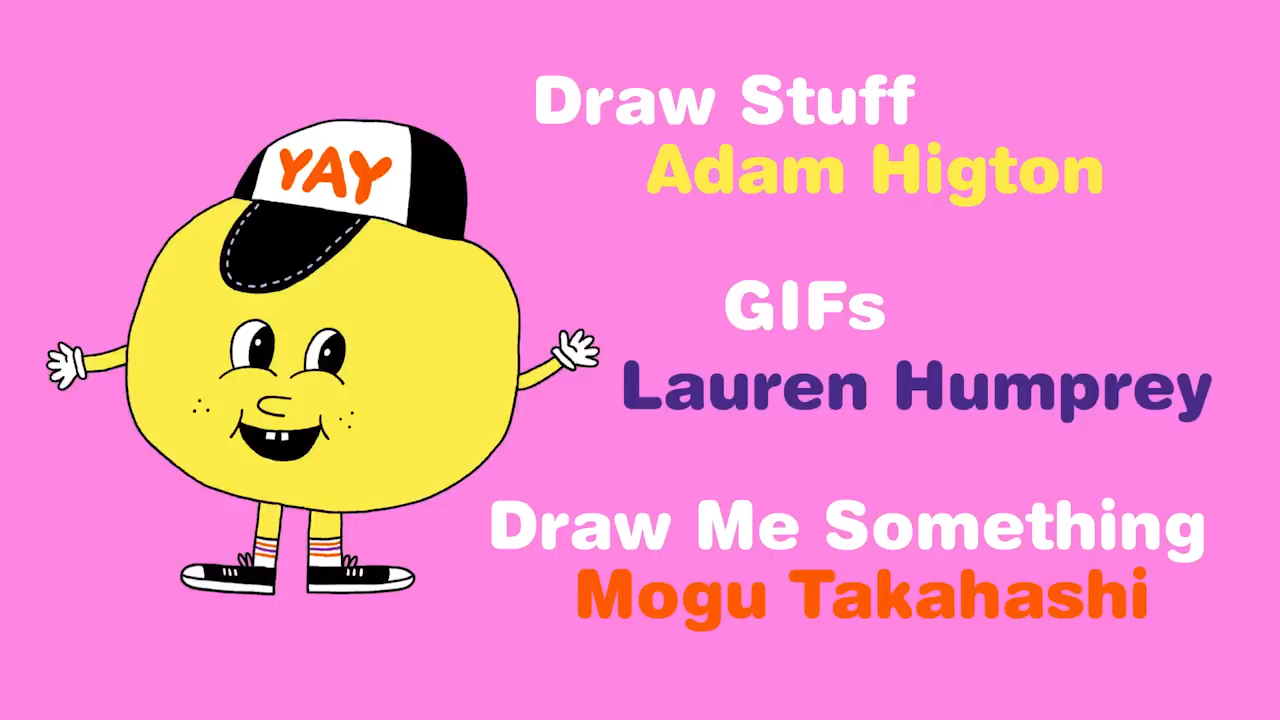 YAY
Draw Stuff
Adam Higton
GIFs
Lauren Humprey
Draw Me Something
Mogu Takahashi